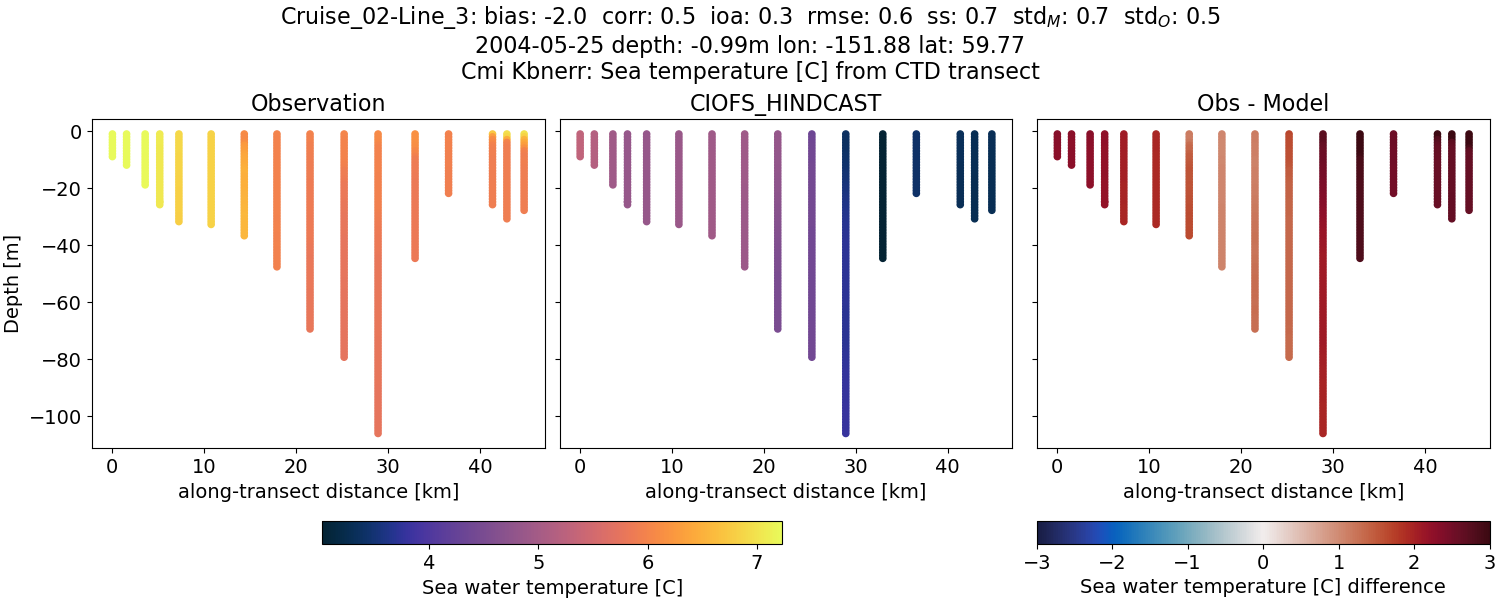 Cruise_02-Line_3: bias: -2.0  corr: 0.5  ioa: 0.3  rmse: 0.6  ss: 0.7  std_M: 0.7  std_O: 0.5
2004-05-25 depth: -0.99m lon: -151.88 lat: 59.77
Cmi Kbnerr: Sea temperature [C] from CTD transect
Observation
CIOFS_HINDCAST
Obs - Model
Depth [m]
0
−20
−40
−60
−80
−100
0 10 20 30 40
0 10 20 30 40
0 10 20 30 40
along-transect distance [km]
along-transect distance [km]
along-transect distance [km]
4 5 6 7
Sea water temperature [C]
−3 −2 −1 0 1 2 3
Sea water temperature [C] difference